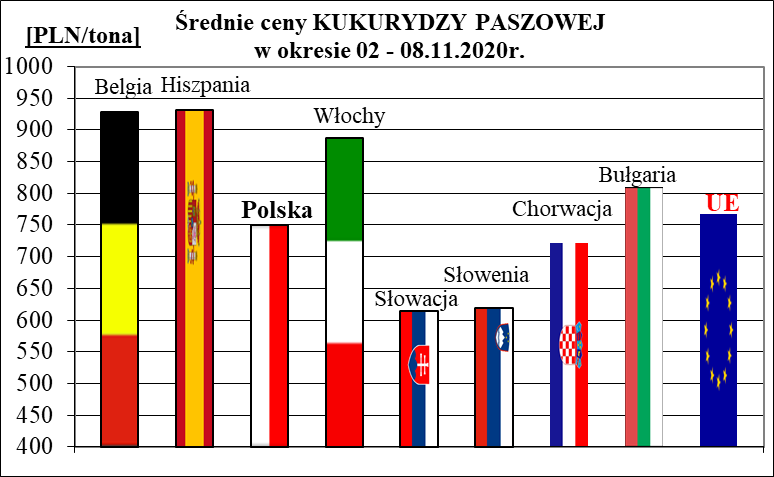 Średnie ceny KUKURYDZY PASZOWEJ
w okresie 02 - 08.11.2020r.
[PLN/tona]
1000
950
900
850
800
750
700
650
600
550
500
450
400
Belgia
Hiszpania
Polska
Włochy
Słowacja
Słowenia
Chorwacja
Bułgaria
UE